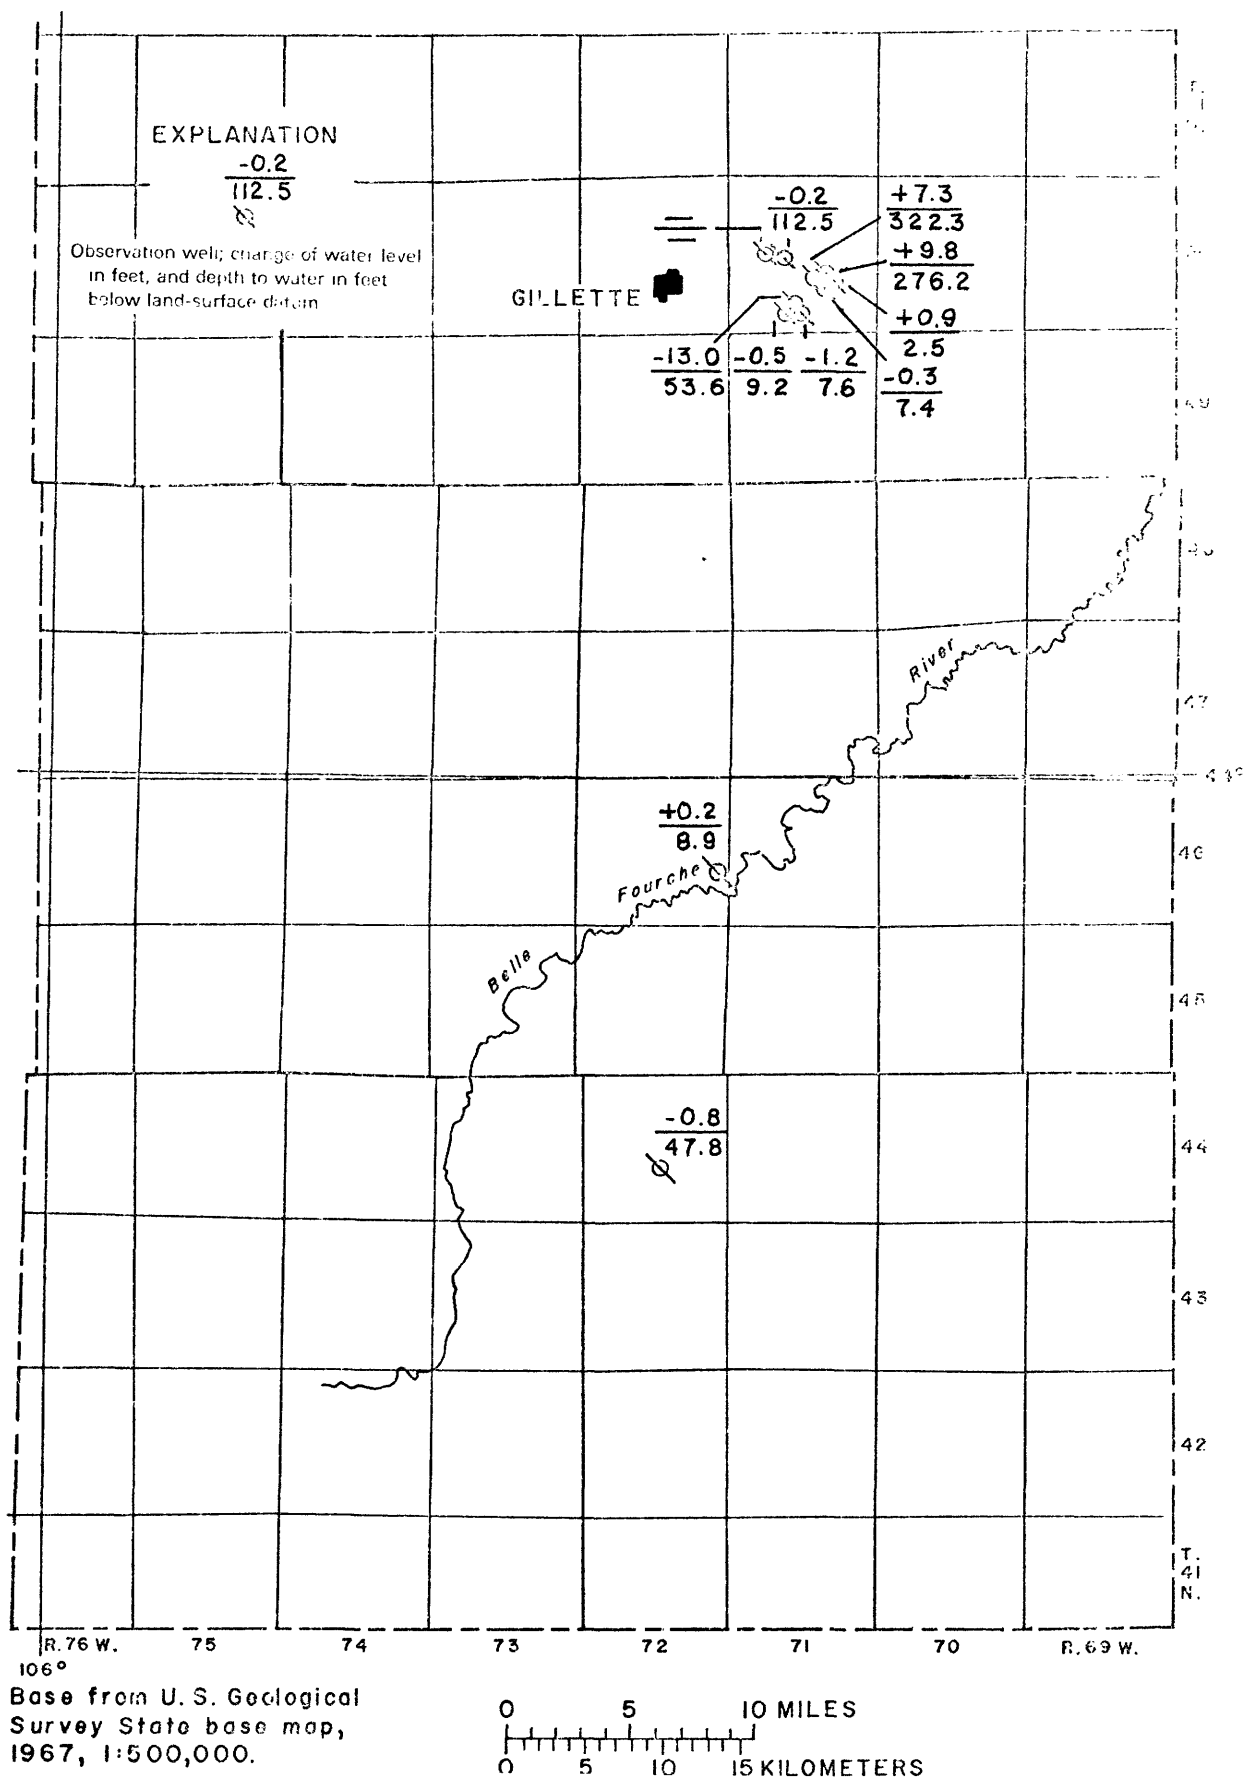 EXPLANATION
-0.2
112.5
Observation well; change of water level
in feet, and depth to water in feet
below land-surface datum
-0.2
112.5
+7.3
322.3
+9.8
276.2
GILLETTE
+0.9
2.5
-13.0
53.6
-0.5
9.2
-1.2
7.6
-0.3
7.4
49
River
47
44°
+0.2
8.9
46
Fourche
Belle
45
-0.8
47.8
44
43
42
T.
41
N.
R. 76 W. 75 74 73 72 71 70 R. 69 W.
106°
Base from U. S. Geological
Survey State base map,
1967, 1:500,000.
0 5 10 MILES
0 5 10 15 KILOMETERS